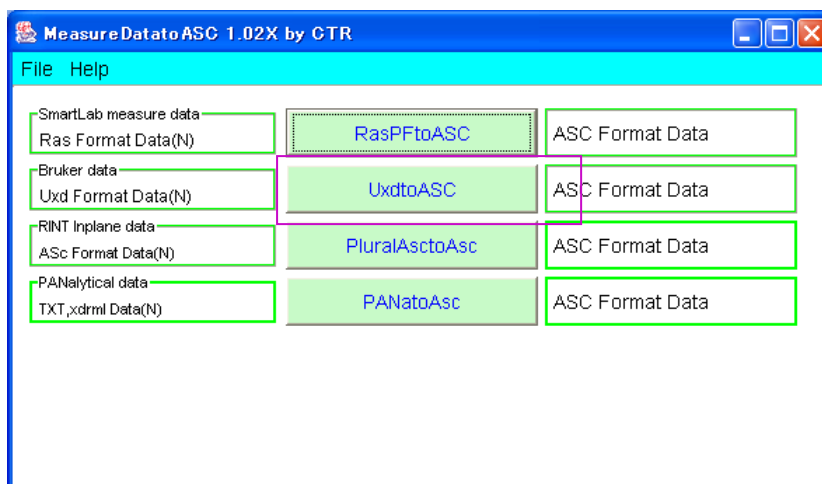 MeasureDatatoASC 1.02X by CTR
File Help
SmartLab measure data
Ras Format Data(N)
RasPFtoASC
ASC Format Data
Bruker data
Uxd Format Data(N)
UxdtoASC
ASC Format Data
RINT Inplane data
ASc Format Data(N)
PluralAsctoAsc
ASC Format Data
PANalytical data
TXT,xdrml Data(N)
PANatoAsc
ASC Format Data